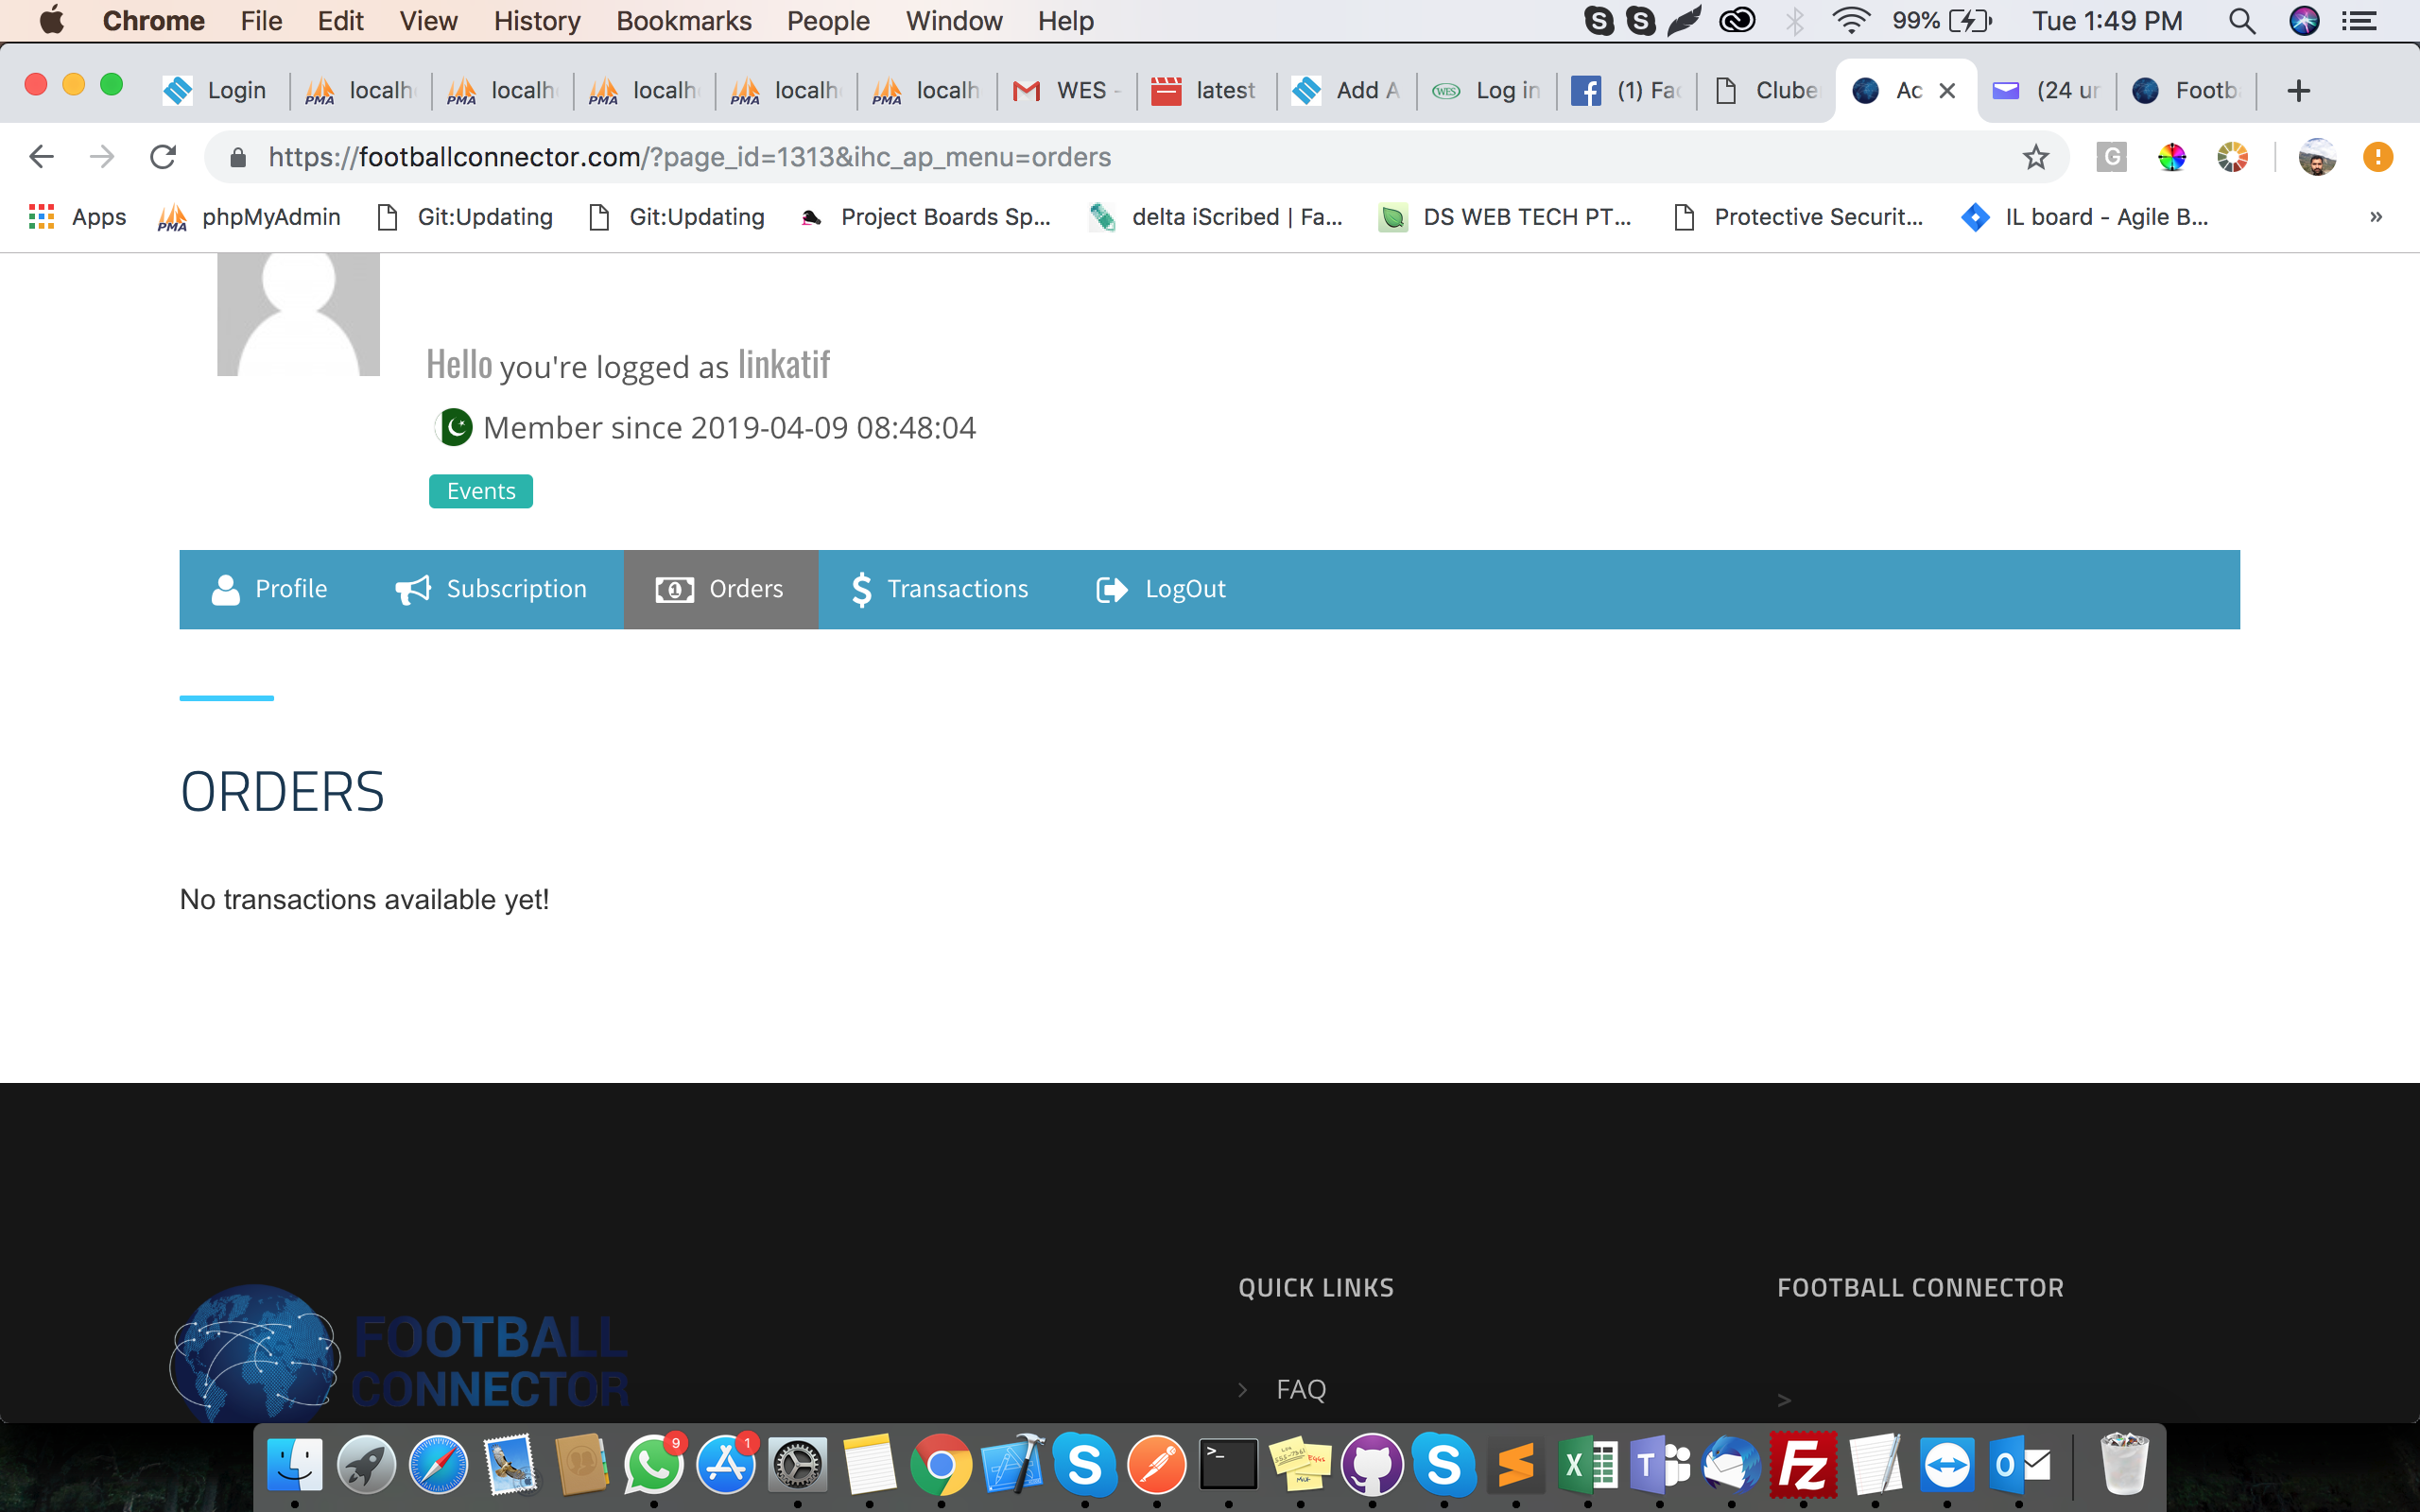 Chrome File Edit View History Bookmarks People Window Help 99% Tue 1:49 PM
Login localh localh localh localh localh WES - latest Add A Log in (1) Fac Clube Ac (24 ur Footb
https://footballconnector.com/?page_id=1313&ihc_ap_menu=orders
Apps phpMyAdmin Git:Updating Git:Updating Project Boards Sp... delta iScribed | Fa... DS WEB TECH PT... Protective Securit... IL board - Agile B... »
Hello you're logged as linkatif
Member since 2019-04-09 08:48:04
Events
Profile Subscription Orders Transactions LogOut
ORDERS
No transactions available yet!
QUICK LINKS FOOTBALL CONNECTOR
FOOTBALL
CONNECTOR
> FAQ >
9 1